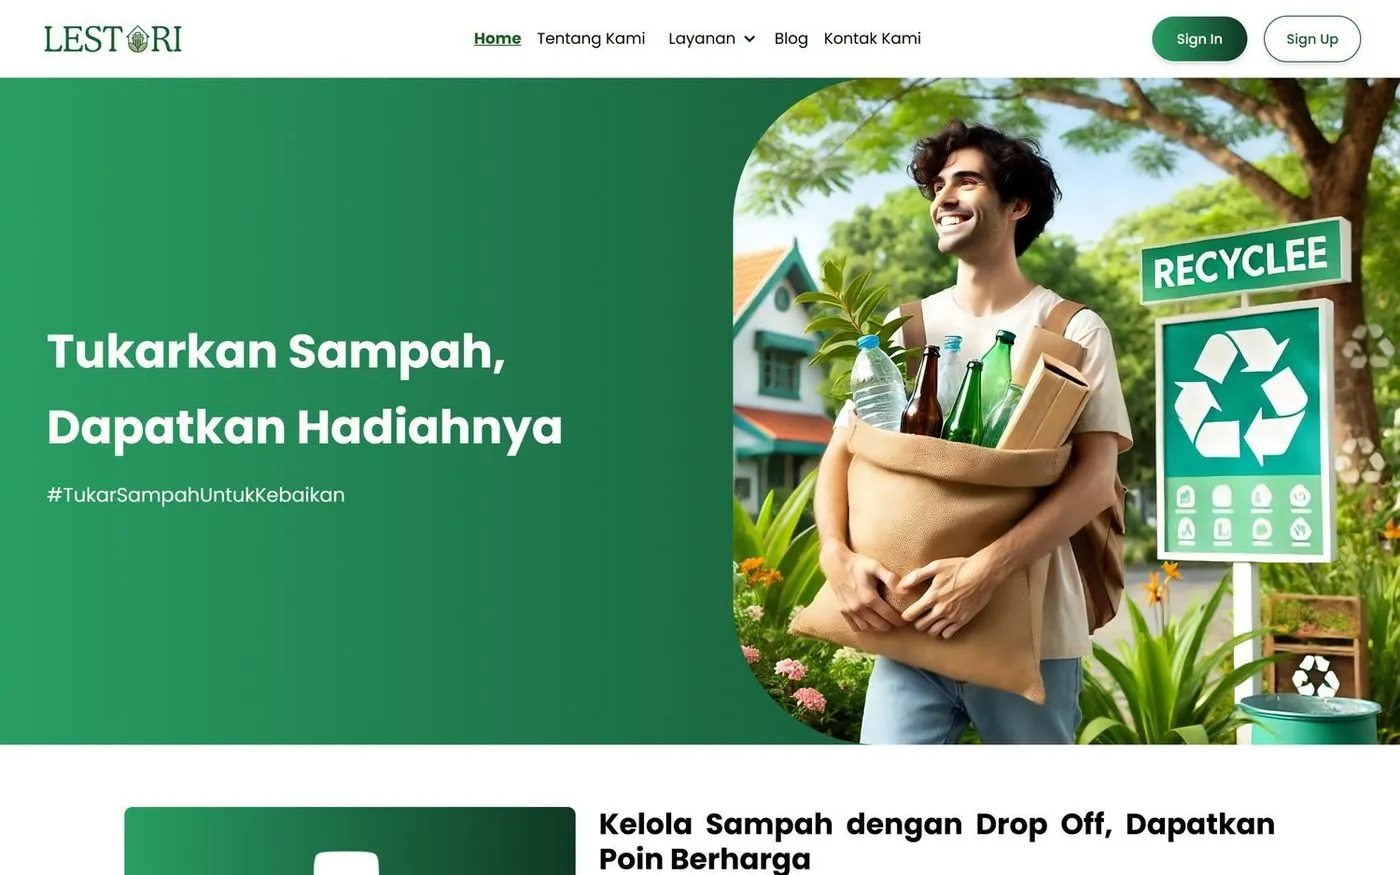 LESTARI
Home Tentang Kami Layanan Blog Kontak Kami
Sign In Sign Up
Tukarkan Sampah,
Dapatkan Hadiahnya
#TukarSampahUntukKebaikan
RECYCLEE
Kelola Sampah dengan Drop Off, Dapatkan
Poin Berharga